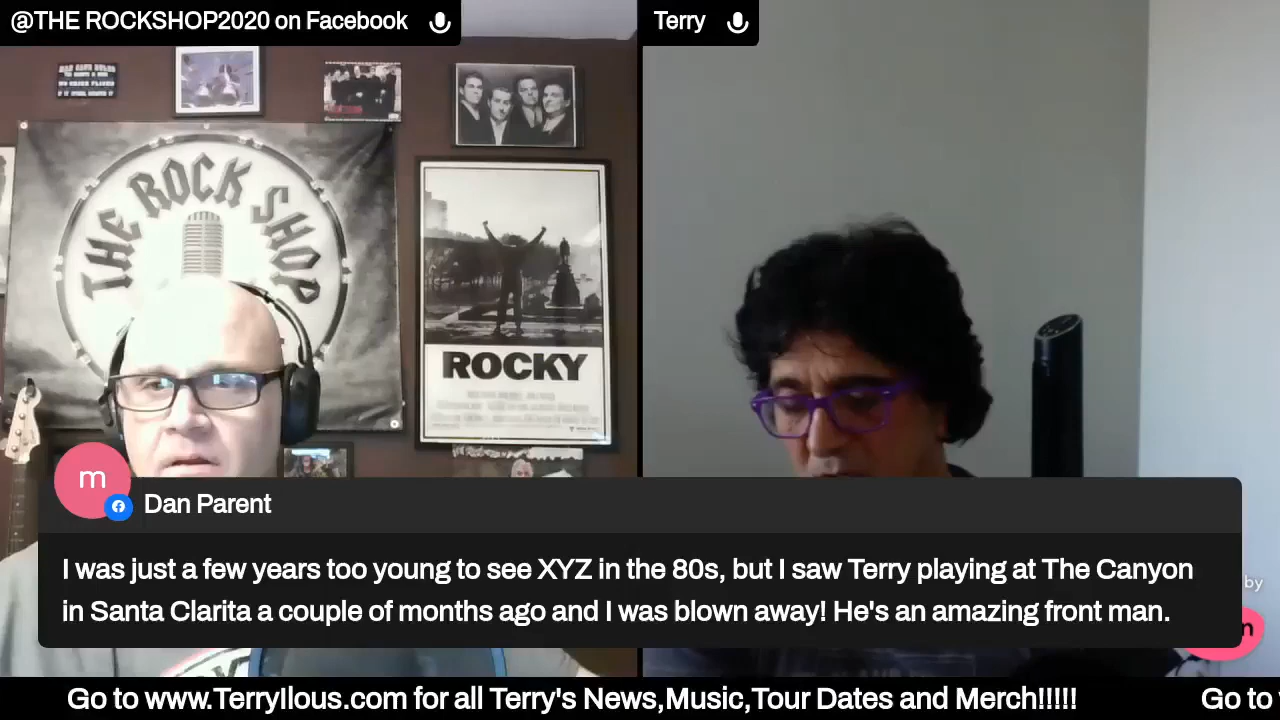 @THE ROCKSHOP2020 on Facebook
Terry
THE ROCK SHOP
ROCKY
m
Dan Parent
I was just a few years too young to see XYZ in the 80s, but I saw Terry playing at The Canyon
in Santa Clarita a couple of months ago and I was blown away! He's an amazing front man.
by
n
Go to www.TerryIlous.com for all Terry's News,Music,Tour Dates and Merch!!!!!
Go to